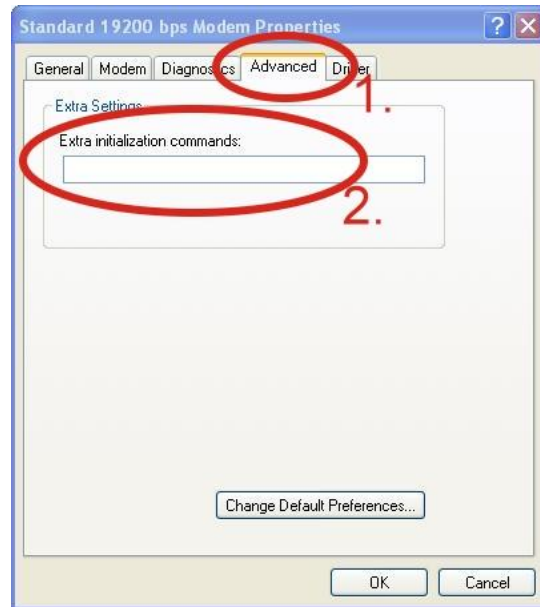 Standard 19200 bps Modem Properties
General Modem Diagnostics Advanced Driver
1.
Extra Settings
Extra initialization commands:
2.
Change Default Preferences...
OK Cancel